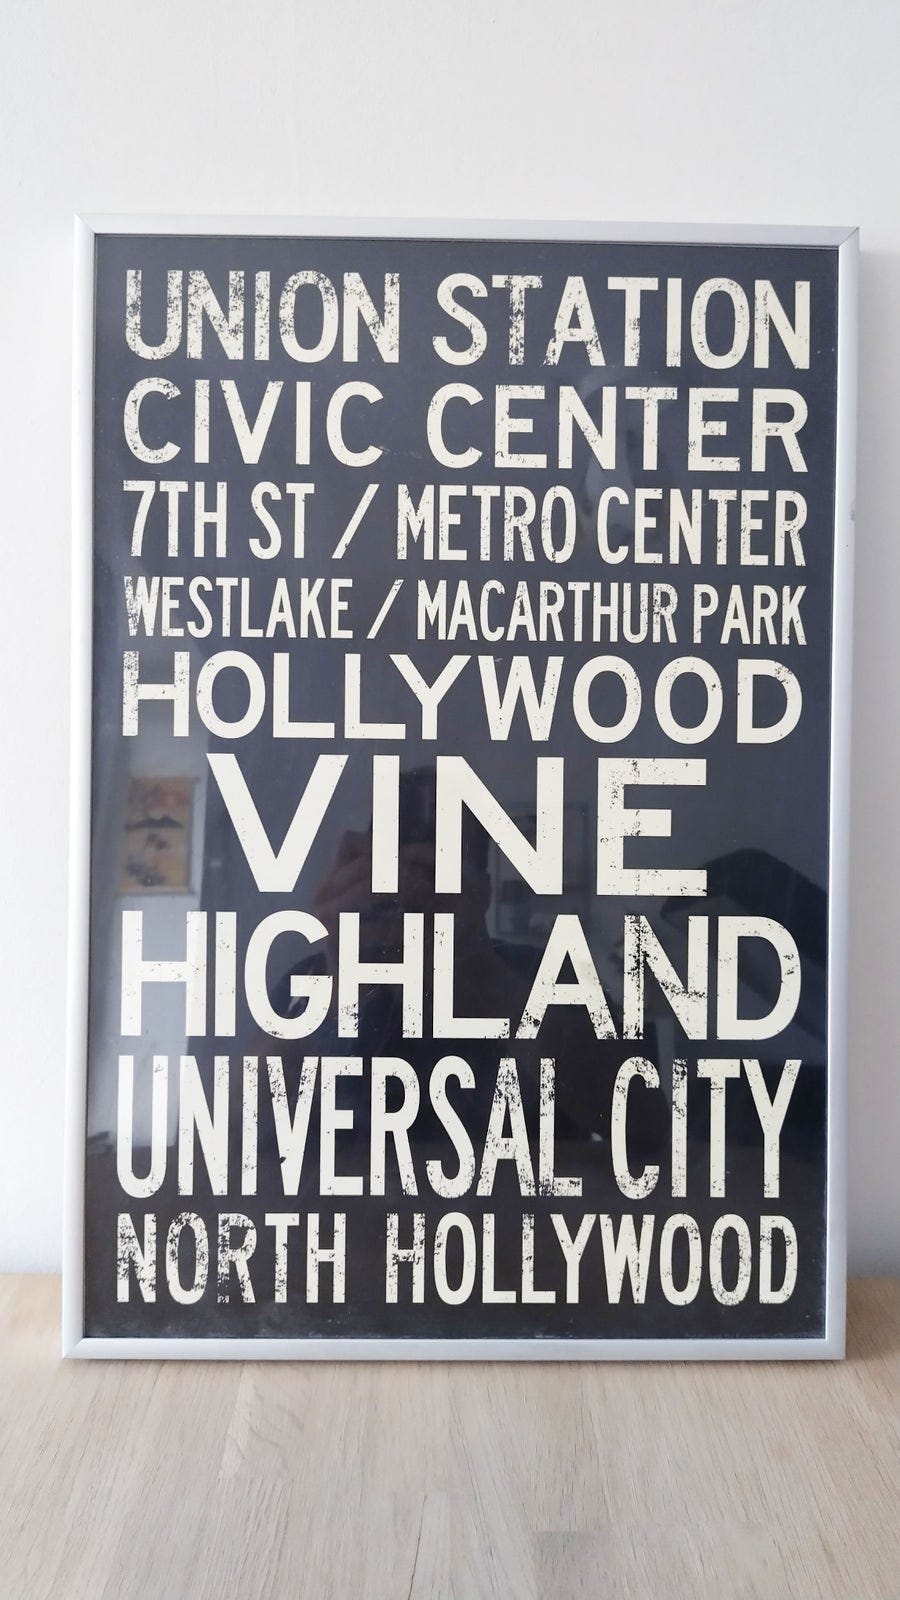 UNION STATION
CIVIC CENTER
7TH ST / METRO CENTER
WESTLAKE / MACARTHUR PARK
HOLLYWOOD
VINE
HIGHLAND
UNIVERSAL CITY
NORTH HOLLYWOOD